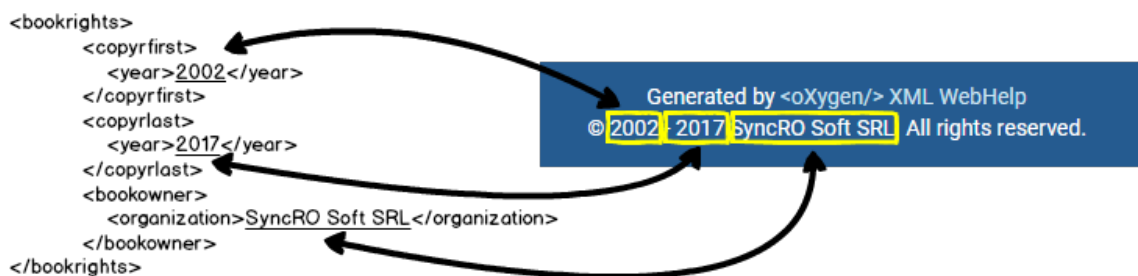 <bookrights>
<copyrfirst>
<year>2002</year>
</copyrfirst>
<copyrlast>
<year>2017</year>
</copyrlast>
<bookowner>
<organization>SyncRO Soft SRL</organization>
</bookowner>
</bookrights>
Generated by <oXygen/> XML WebHelp
© 2002 - 2017 SyncRO Soft SRL. All rights reserved.